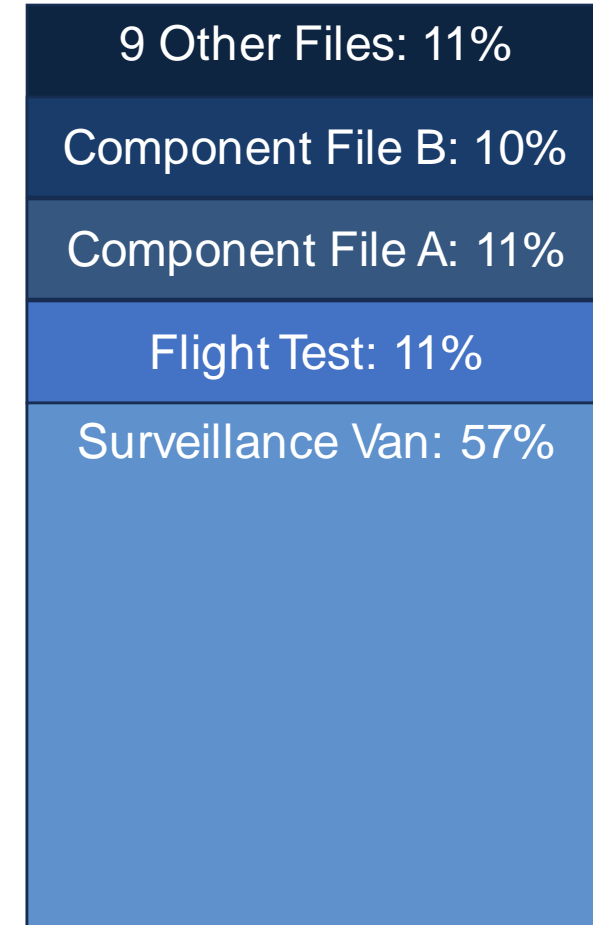 9 Other Files: 11%
Component File B: 10%
Component File A: 11%
Flight Test: 11%
Surveillance Van: 57%